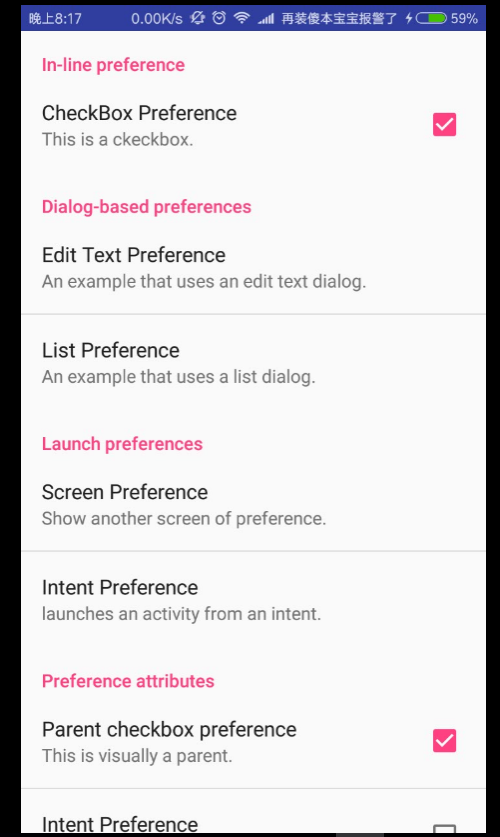 晚上8:17 0.00K/s 再装傻本宝宝报警了 59%
In-line preference
CheckBox Preference
This is a ckeckbox.
Dialog-based preferences
Edit Text Preference
An example that uses an edit text dialog.
List Preference
An example that uses a list dialog.
Launch preferences
Screen Preference
Show another screen of preference.
Intent Preference
launches an activity from an intent.
Preference attributes
Parent checkbox preference
This is visually a parent.
Intent Preference